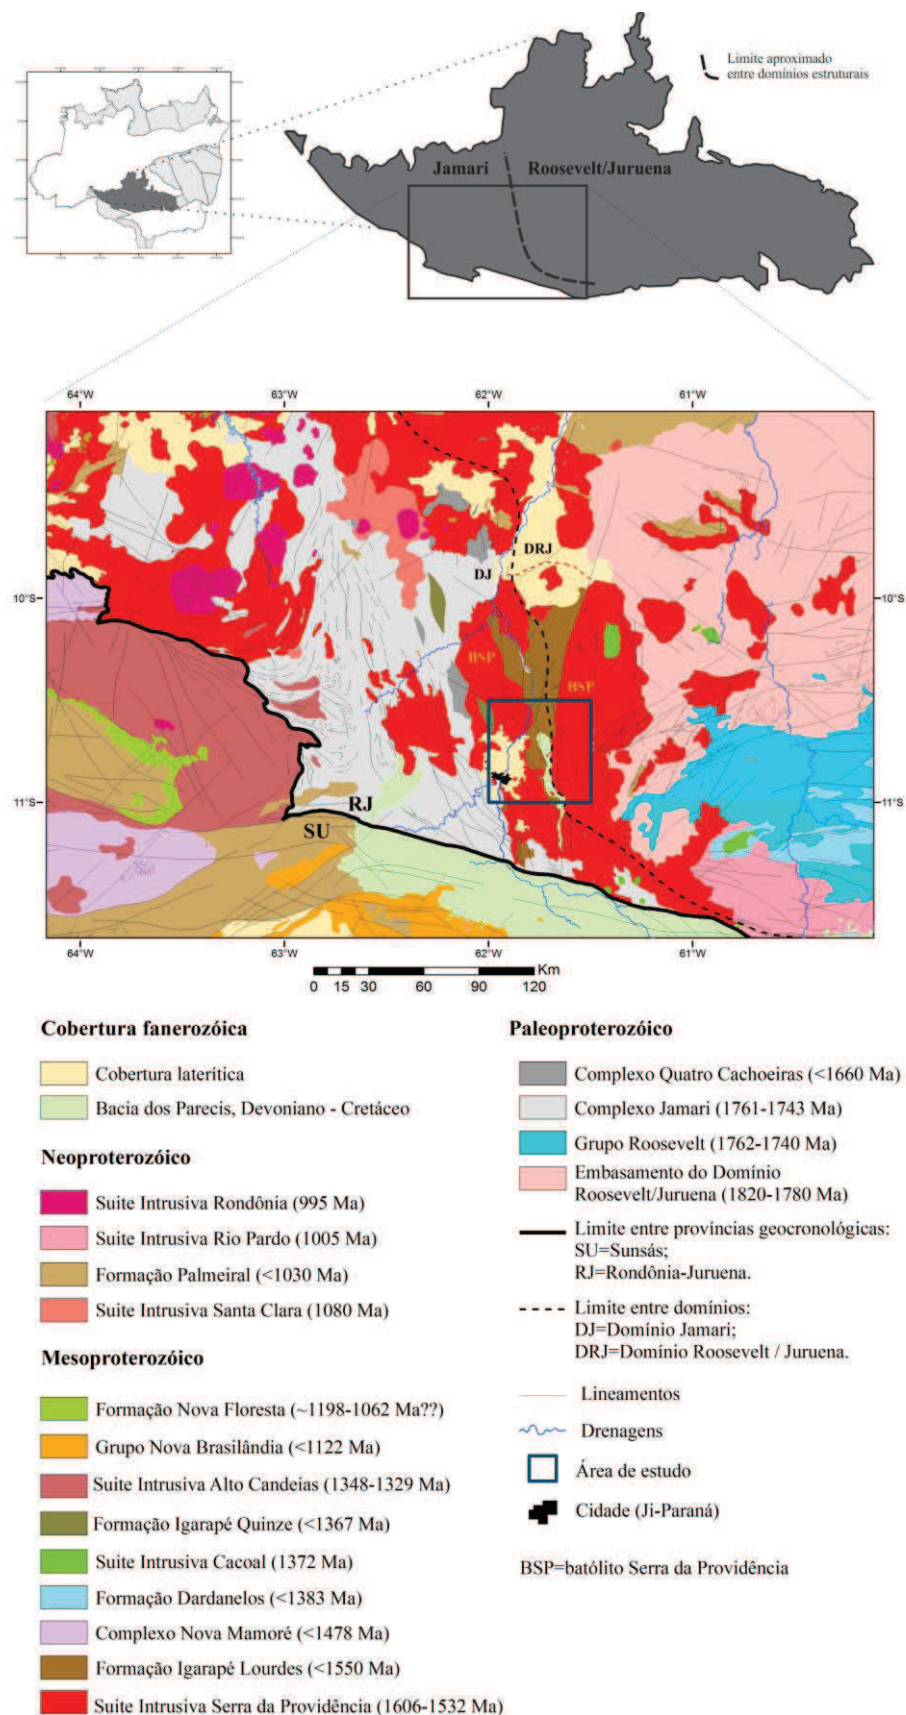 Limite aproximado
entre domínios estruturais
Jamari
Roosevelt/Juruena
64°W
63°W
62°W
61°W
DRJ
DJ
10°S
10°S
BSP
BSP
11°S
11°S
RJ
SU
64°W
63°W
62°W
61°W
Km
0 15 30 60 90 120
Cobertura fanerozóica
Cobertura laterítica
Bacia dos Parecis, Devoniano - Cretáceo
Neoproterozóico
Suite Intrusiva Rondônia (995 Ma)
Suite Intrusiva Rio Pardo (1005 Ma)
Formação Palmeiral (<1030 Ma)
Suite Intrusiva Santa Clara (1080 Ma)
Mesoproterozóico
Formação Nova Floresta (~1198-1062 Ma??)
Grupo Nova Brasilândia (<1122 Ma)
Suite Intrusiva Alto Candeias (1348-1329 Ma)
Formação Igarapé Quinze (<1367 Ma)
Suite Intrusiva Cacoal (1372 Ma)
Formação Dardanelos (<1383 Ma)
Complexo Nova Mamoré (<1478 Ma)
Formação Igarapé Lourdes (<1550 Ma)
Suite Intrusiva Serra da Providência (1606-1532 Ma)
Paleoproterozóico
Complexo Quatro Cachoeiras (<1660 Ma)
Complexo Jamari (1761-1743 Ma)
Grupo Roosevelt (1762-1740 Ma)
Embasamento do Domínio
Roosevelt/Juruena (1820-1780 Ma)
Limite entre províncias geocronológicas:
SU=Sunsás;
RJ=Rondônia-Juruena.
Limite entre domínios:
DJ=Domínio Jamari;
DRJ=Domínio Roosevelt / Juruena.
Lineamentos
Drenagens
Área de estudo
Cidade (Ji-Paraná)
BSP=batólito Serra da Providência